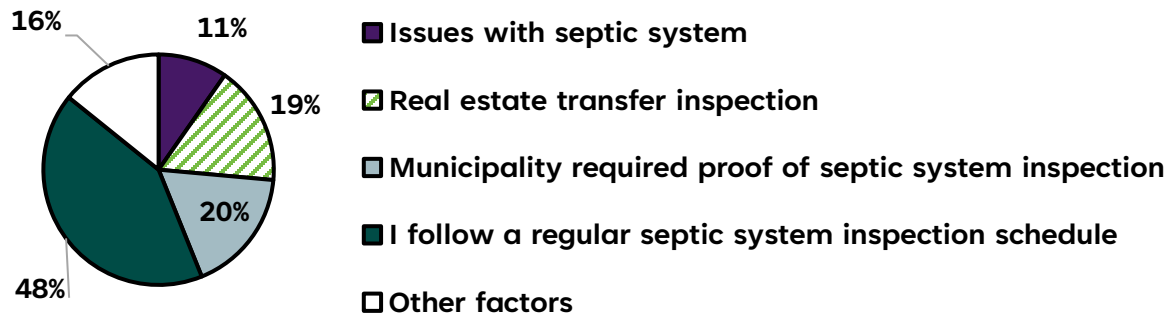 16%
11%
19%
20%
48%
Issues with septic system
Real estate transfer inspection
Municipality required proof of septic system inspection
I follow a regular septic system inspection schedule
Other factors